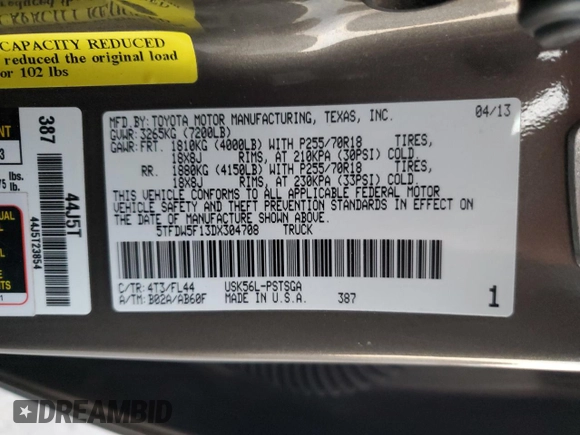 CAPACITY REDUCED
reduced the original load
or 102 lbs
MFD.BY:TOYOTA MOTOR MANUFACTURING, TEXAS, INC. 04/13
GVWR:3265KG (7200LB)
GAWR:FRT. 1810KG (4000LB) WITH P255/70R18 TIRES,
18X8J RIMS, AT 210KPA (30PSI) COLD
RR. 1880KG (4150LB) WITH P255/70R18 TIRES,
18X8J RIMS, AT 230KPA (33PSI) COLD
THIS VEHICLE CONFORMS TO ALL APPLICABLE FEDERAL MOTOR
VEHICLE SAFETY AND THEFT PREVENTION STANDARDS IN EFFECT
ON THE DATE OF MANUFACTURE SHOWN ABOVE.
5TFDW5F13DX304708 TRUCK
C/TR:4T3/FL44 USK56L-PSTSGA
A/TM:B02A/AB60F MADE IN U.S.A. 387 1
387
44J5T
44J5T23854
DREAMBID